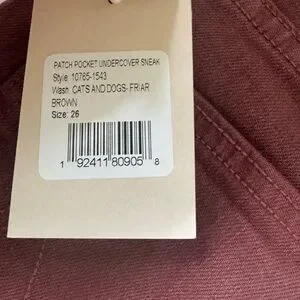 PATCH POCKET UNDERCOVER SNEAK
Style: 10765-1543
Wash: CATS AND DOGS- FRIAR
BROWN
Size: 26
1 92411 80905 8